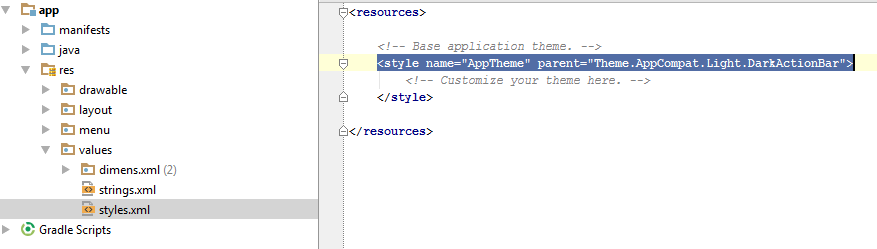 app
manifests
java
res
drawable
layout
menu
values
dimens.xml (2)
strings.xml
styles.xml
Gradle Scripts
<resources>
<!-- Base application theme. -->
<style name="AppTheme" parent="Theme.AppCompat.Light.DarkActionBar">
<!-- Customize your theme here. -->
</style>
</resources>